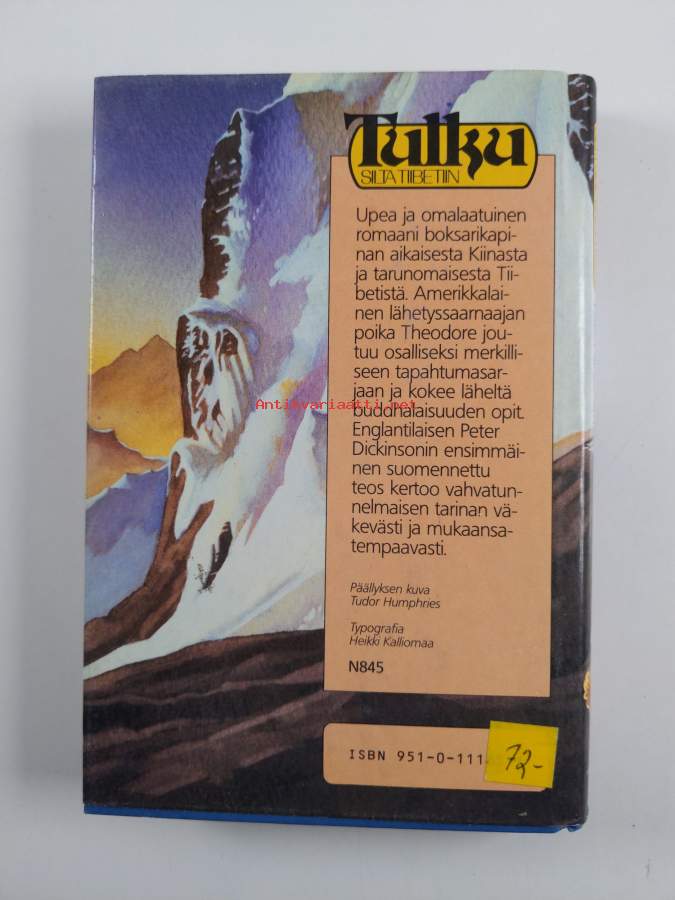 Tulku
SILTA TIIBETIIN
Upea ja omalaatuinen
romaani boksarikapi-
nan aikaisesta Kiinasta
ja tarunomaisesta Tii-
betistä. Amerikkalai-
nen lähetyssaarnaajan
poika Theodore jou-
tuu osalliseksi merkilli-
seen tapahtumasar-
jaan ja kokee läheltä
Antikvariaatti.net
buddhalaisuuden opit.
Englantilaisen Peter
Dickinsonin ensimmäi-
nen suomennettu
teos kertoo vahvatun-
nelmaisen tarinan vä-
kevästi ja mukaansa-
tempaavasti.
Päällyksen kuva
Tudor Humphries
Typografia
Heikki Kalliomaa
N845
ISBN 951-0-111
72-